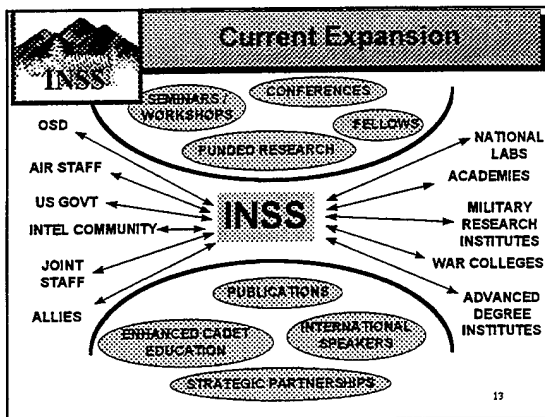 INSS
Current Expansion
SEMINARS /
WORKSHOPS
CONFERENCES
FELLOWS
FUNDED RESEARCH
OSD
AIR STAFF
US GOVT
INTEL COMMUNITY
JOINT
STAFF
ALLIES
INSS
NATIONAL
LABS
ACADEMIES
MILITARY
RESEARCH
INSTITUTES
WAR COLLEGES
ADVANCED
DEGREE
INSTITUTES
PUBLICATIONS
ENHANCED CADET
EDUCATION
INTERNATIONAL
SPEAKERS
STRATEGIC PARTNERSHIPS
13